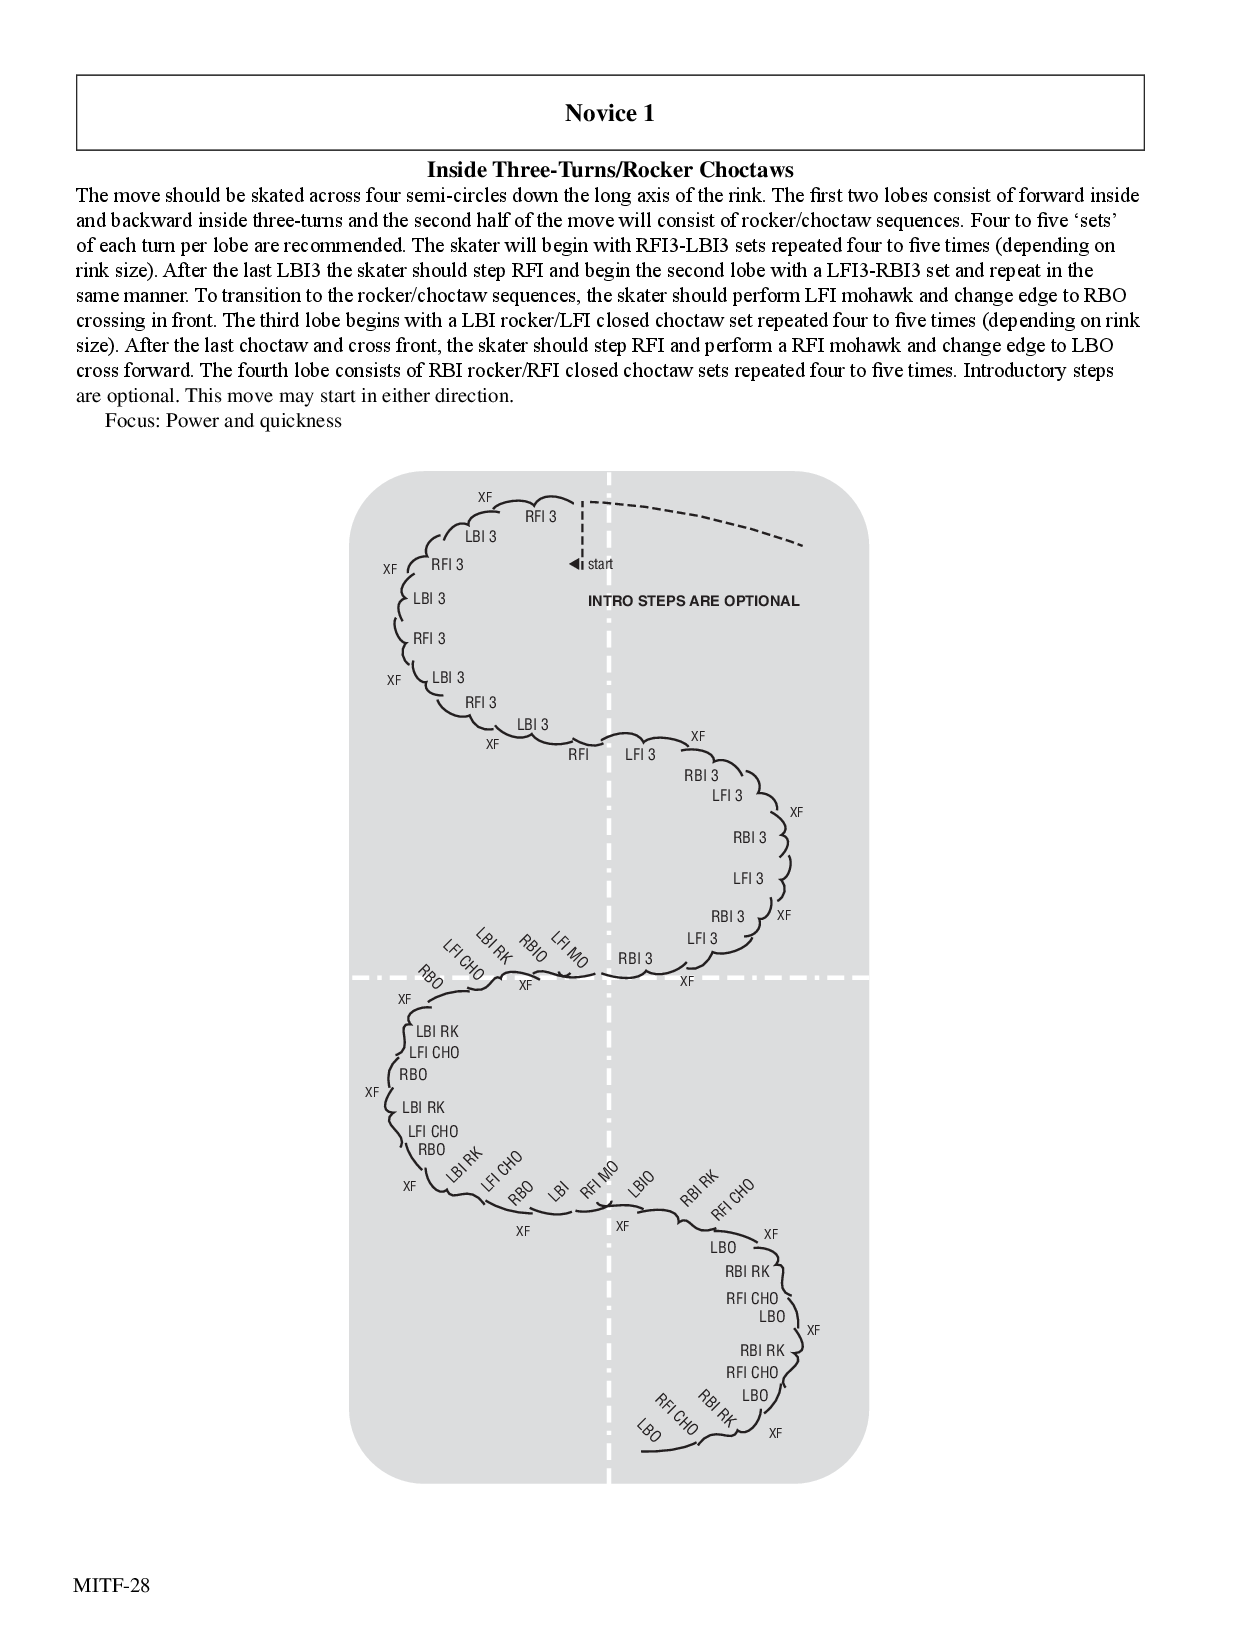 Novice 1
Inside Three-Turns/Rocker Choctaws
The move should be skated across four semi-circles down the long axis of the rink. The first two lobes consist of forward inside
and backward inside three-turns and the second half of the move will consist of rocker/choctaw sequences. Four to five ‘sets’
of each turn per lobe are recommended. The skater will begin with RFI3-LBI3 sets repeated four to five times (depending on
rink size). After the last LBI3 the skater should step RFI and begin the second lobe with a LFI3-RBI3 set and repeat in the
same manner. To transition to the rocker/choctaw sequences, the skater should perform LFI mohawk and change edge to RBO
crossing in front. The third lobe begins with a LBI rocker/LFI closed choctaw set repeated four to five times (depending on rink
size). After the last choctaw and cross front, the skater should step RFI and perform a RFI mohawk and change edge to LBO
cross forward. The fourth lobe consists of RBI rocker/RFI closed choctaw sets repeated four to five times. Introductory steps
are optional. This move may start in either direction.
Focus: Power and quickness
XF
RFI 3
LBI 3
start
RFI 3
XF
LBI 3
INTRO STEPS ARE OPTIONAL
RFI 3
XF
LBI 3
RFI 3
LBI 3
XF
RFI
LFI 3
XF
RBI 3
LFI 3
XF
RBI 3
LFI 3
RBI 3
XF
LFI 3
RBI 3
XF
LFI MO
RBIO
XF
LBI RK
LFI CHO
RBO
XF
LBI RK
LFI CHO
RBO
XF
LBI RK
LFI CHO
RBO
XF
LBI RK
LFI CHO
RBO
XF
LBI
RFI MO
XF
LBIO
RBI RK
RFI CHO
LBO
XF
RBI RK
RFI CHO
LBO
XF
RBI RK
RFI CHO
LBO
XF
RBI RK
RFI CHO
LBO
MITF-28